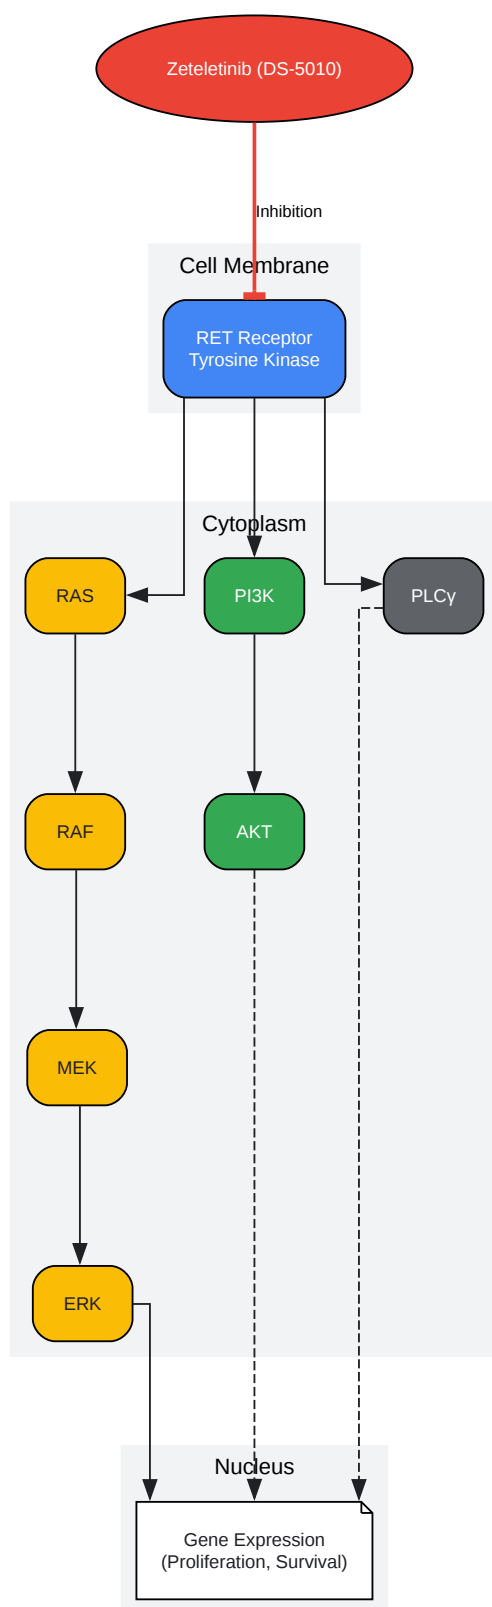 Zeteletinib (DS-5010)
Inhibition
Cell Membrane
RET Receptor
Tyrosine Kinase
Cytoplasm
RAS
PI3K
PLCγ
RAF
AKT
MEK
ERK
Nucleus
Gene Expression
(Proliferation, Survival)